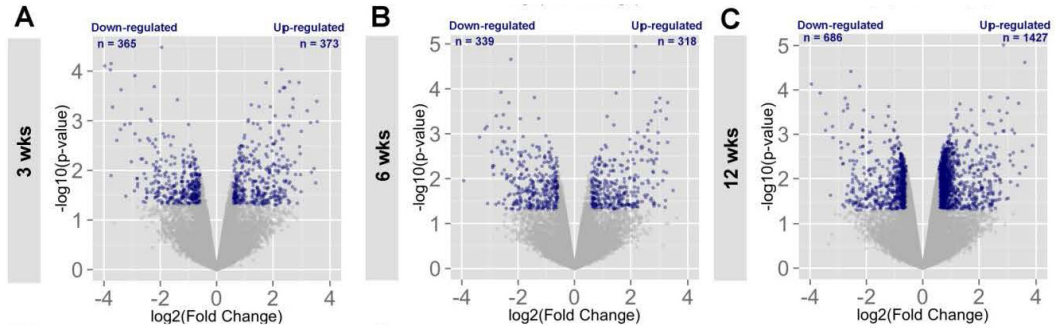 A
Down-regulated
n = 365
Up-regulated
n = 373
3 wks
-log10(p-value)
4
3
2
1
0
-4
-2
0
2
4
log2(Fold Change)
B
Down-regulated
n = 339
Up-regulated
n = 318
6 wks
-log10(p-value)
5
4
3
2
1
0
-4
-2
0
2
4
log2(Fold Change)
C
Down-regulated
n = 686
Up-regulated
n = 1427
12 wks
-log10(p-value)
5
4
3
2
1
0
-4
-2
0
2
4
log2(Fold Change)